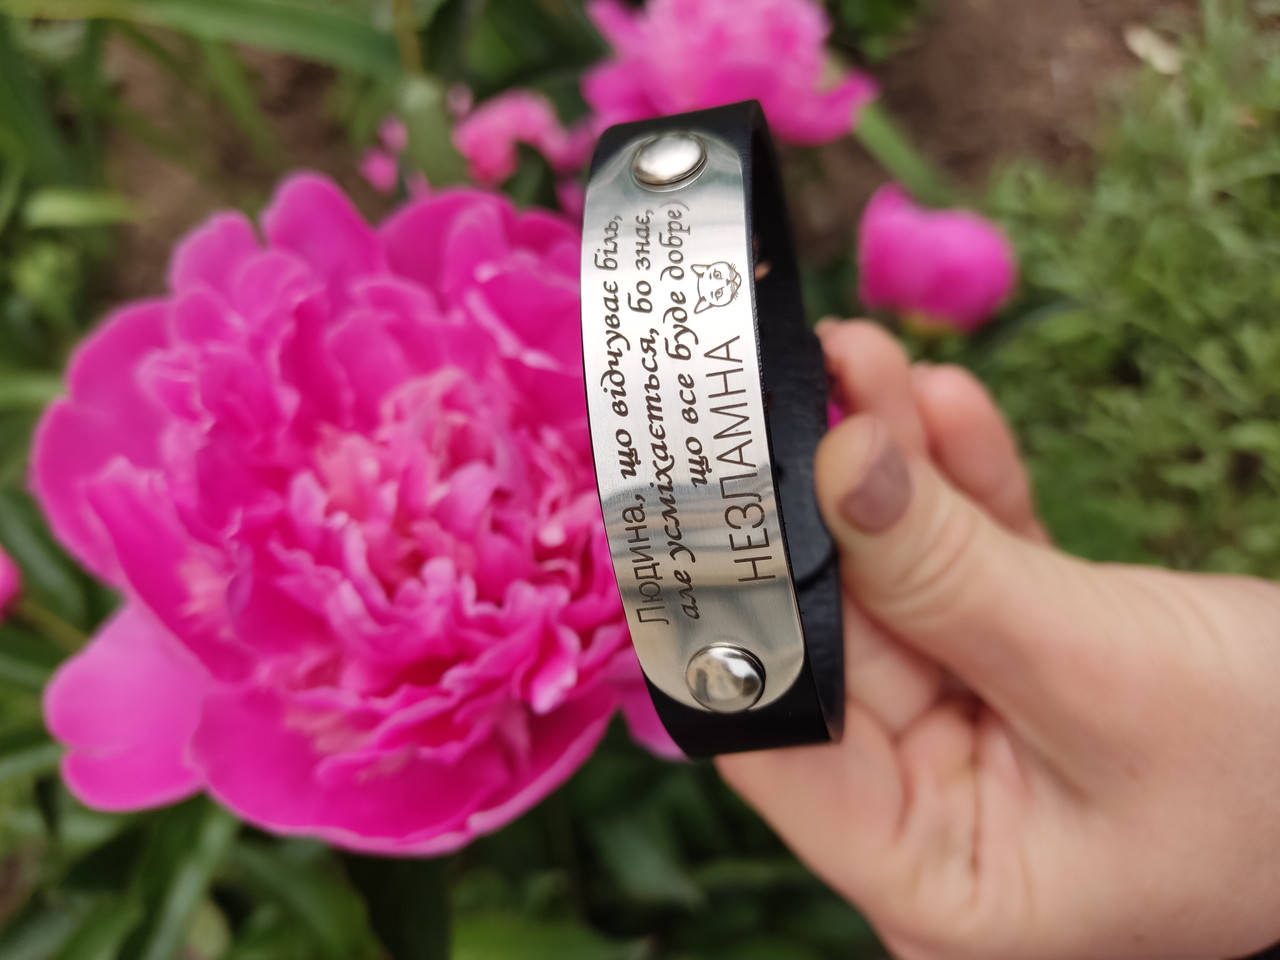 Людина, що відчуває біль,
але усміхається, бо знає,
що все буде добре)
НЕЗЛАМНА